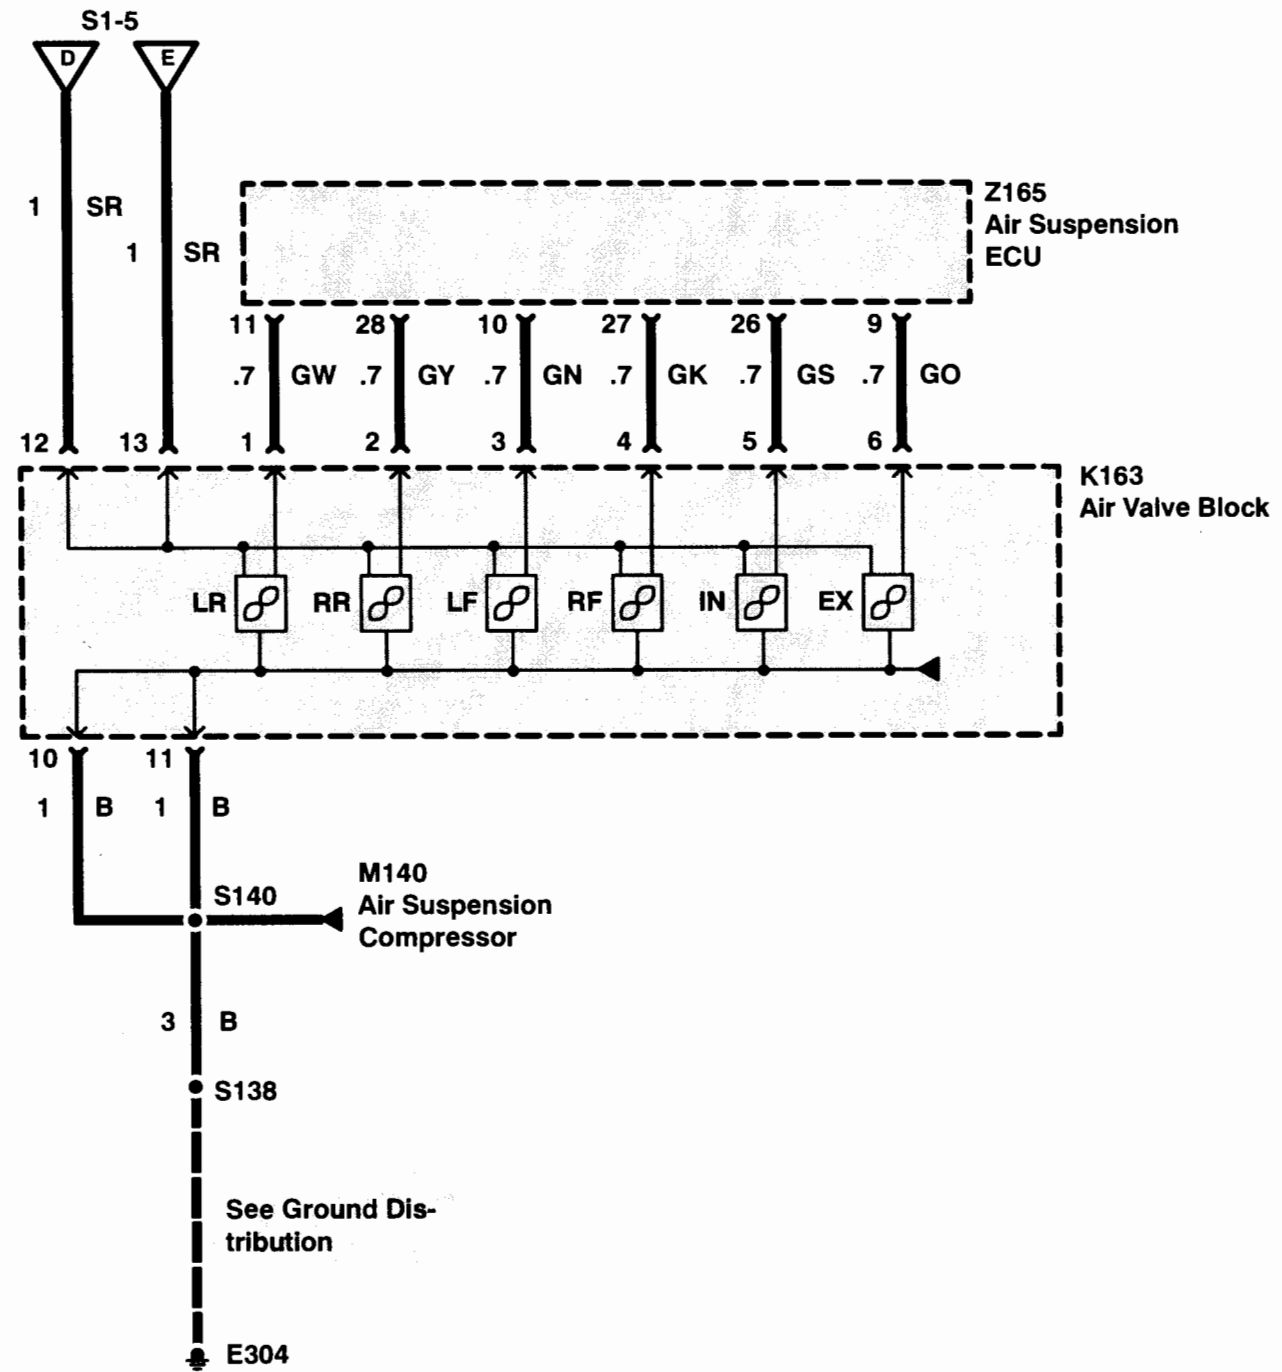 S1-5
D E
1 SR
1 SR
Z165
Air Suspension
ECU
11 28 10 27 26 9
.7 GW .7 GY .7 GN .7 GK .7 GS .7 GO
12 13 1 2 3 4 5 6
K163
Air Valve Block
LR RR LF RF IN EX
10 11
1 B 1 B
S140
M140
Air Suspension
Compressor
3 B
S138
See Ground Dis-
tribution
E304